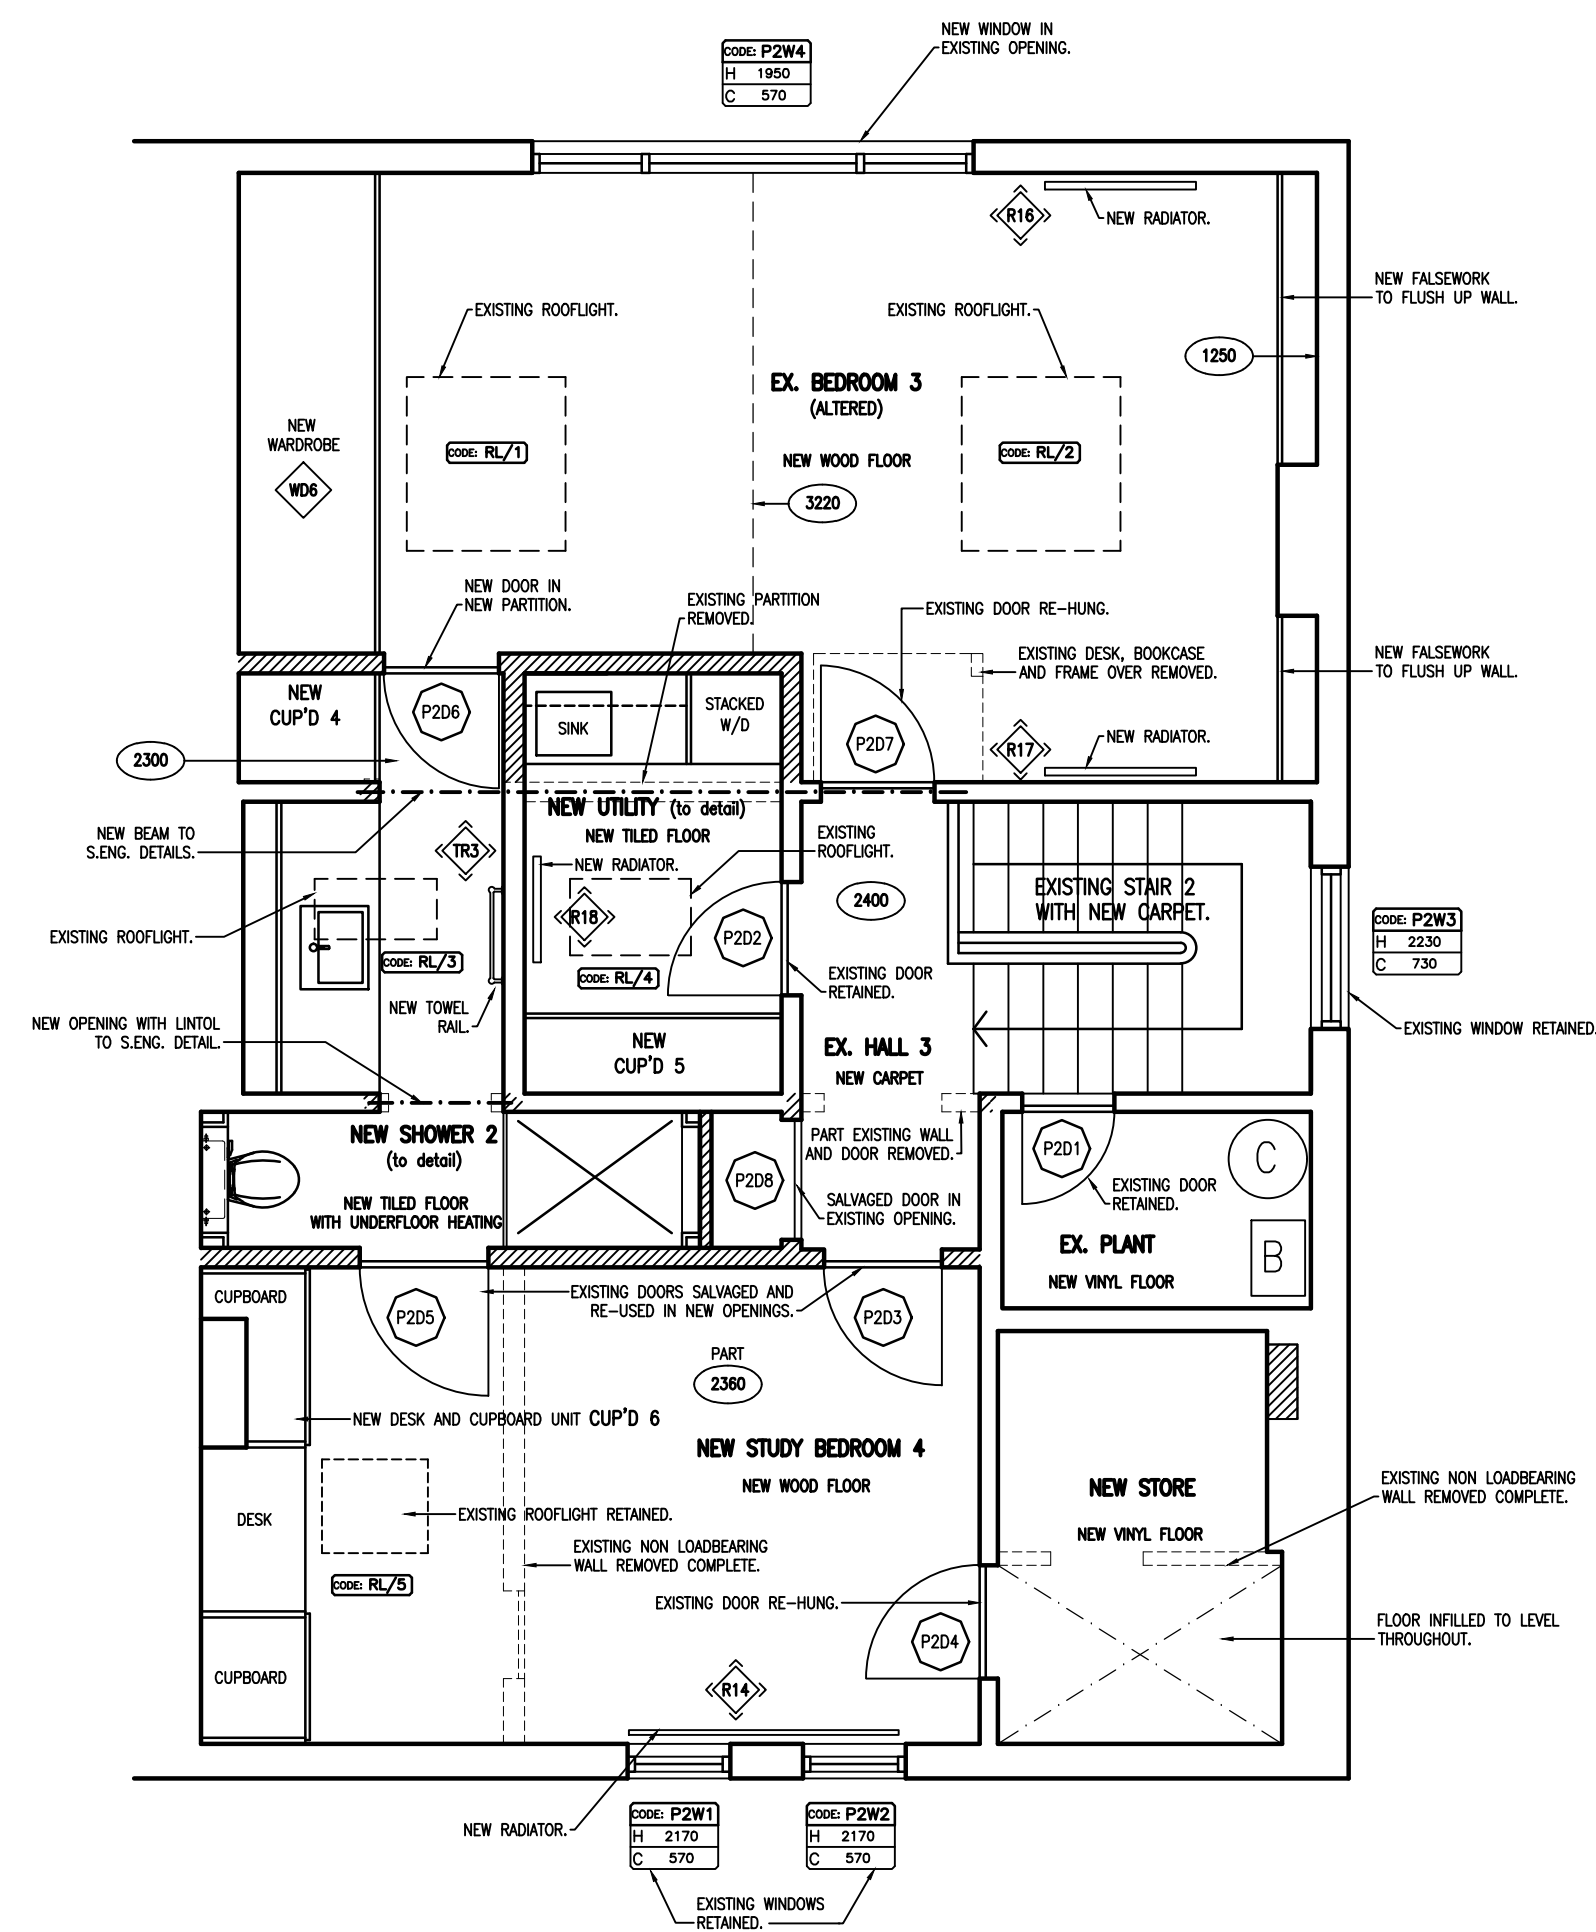 NEW WINDOW IN
EXISTING OPENING.
CODE: P2W4
H 1950
C 570
R16
NEW RADIATOR.
NEW FALSEWORK
TO FLUSH UP WALL.
EXISTING ROOFLIGHT.
EXISTING ROOFLIGHT.
1250
EX. BEDROOM 3
(ALTERED)
NEW
WARDROBE
WD6
CODE: RL/1
NEW WOOD FLOOR
CODE: RL/2
3220
NEW DOOR IN
NEW PARTITION.
EXISTING PARTITION
REMOVED.
EXISTING DOOR RE-HUNG.
EXISTING DESK, BOOKCASE
AND FRAME OVER REMOVED.
NEW FALSEWORK
TO FLUSH UP WALL.
NEW
CUP'D 4
P2D6
SINK
STACKED
W/D
P2D7
R17
NEW RADIATOR.
2300
NEW UTILITY (to detail)
NEW TILED FLOOR
NEW BEAM TO
S.ENG. DETAILS.
TR3
NEW RADIATOR.
EXISTING
ROOFLIGHT.
2400
EXISTING STAIR 2
WITH NEW CARPET.
R18
P2D2
CODE: P2W3
H 2230
C 730
EXISTING ROOFLIGHT.
CODE: RL/3
CODE: RL/4
EXISTING DOOR
RETAINED.
NEW TOWEL
RAIL.
NEW OPENING WITH LINTOL
TO S.ENG. DETAIL.
EXISTING WINDOW RETAINED.
NEW
CUP'D 5
EX. HALL 3
NEW CARPET
NEW SHOWER 2
(to detail)
PART EXISTING WALL
AND DOOR REMOVED.
P2D1
C
P2D8
EXISTING DOOR
RETAINED.
NEW TILED FLOOR
WITH UNDERFLOOR HEATING
SALVAGED DOOR IN
EXISTING OPENING.
EX. PLANT
NEW VINYL FLOOR
B
CUPBOARD
EXISTING DOORS SALVAGED AND
RE-USED IN NEW OPENINGS.
P2D5
P2D3
PART
2360
NEW DESK AND CUPBOARD UNIT CUP'D 6
NEW STUDY BEDROOM 4
NEW WOOD FLOOR
NEW STORE
NEW VINYL FLOOR
EXISTING NON LOADBEARING
WALL REMOVED COMPLETE.
DESK
EXISTING ROOFLIGHT RETAINED.
EXISTING NON LOADBEARING
WALL REMOVED COMPLETE.
CODE: RL/5
EXISTING DOOR RE-HUNG.
P2D4
FLOOR INFILLED TO LEVEL
THROUGHOUT.
CUPBOARD
R14
NEW RADIATOR.
CODE: P2W1
H 2170
C 570
CODE: P2W2
H 2170
C 570
EXISTING WINDOWS
RETAINED.